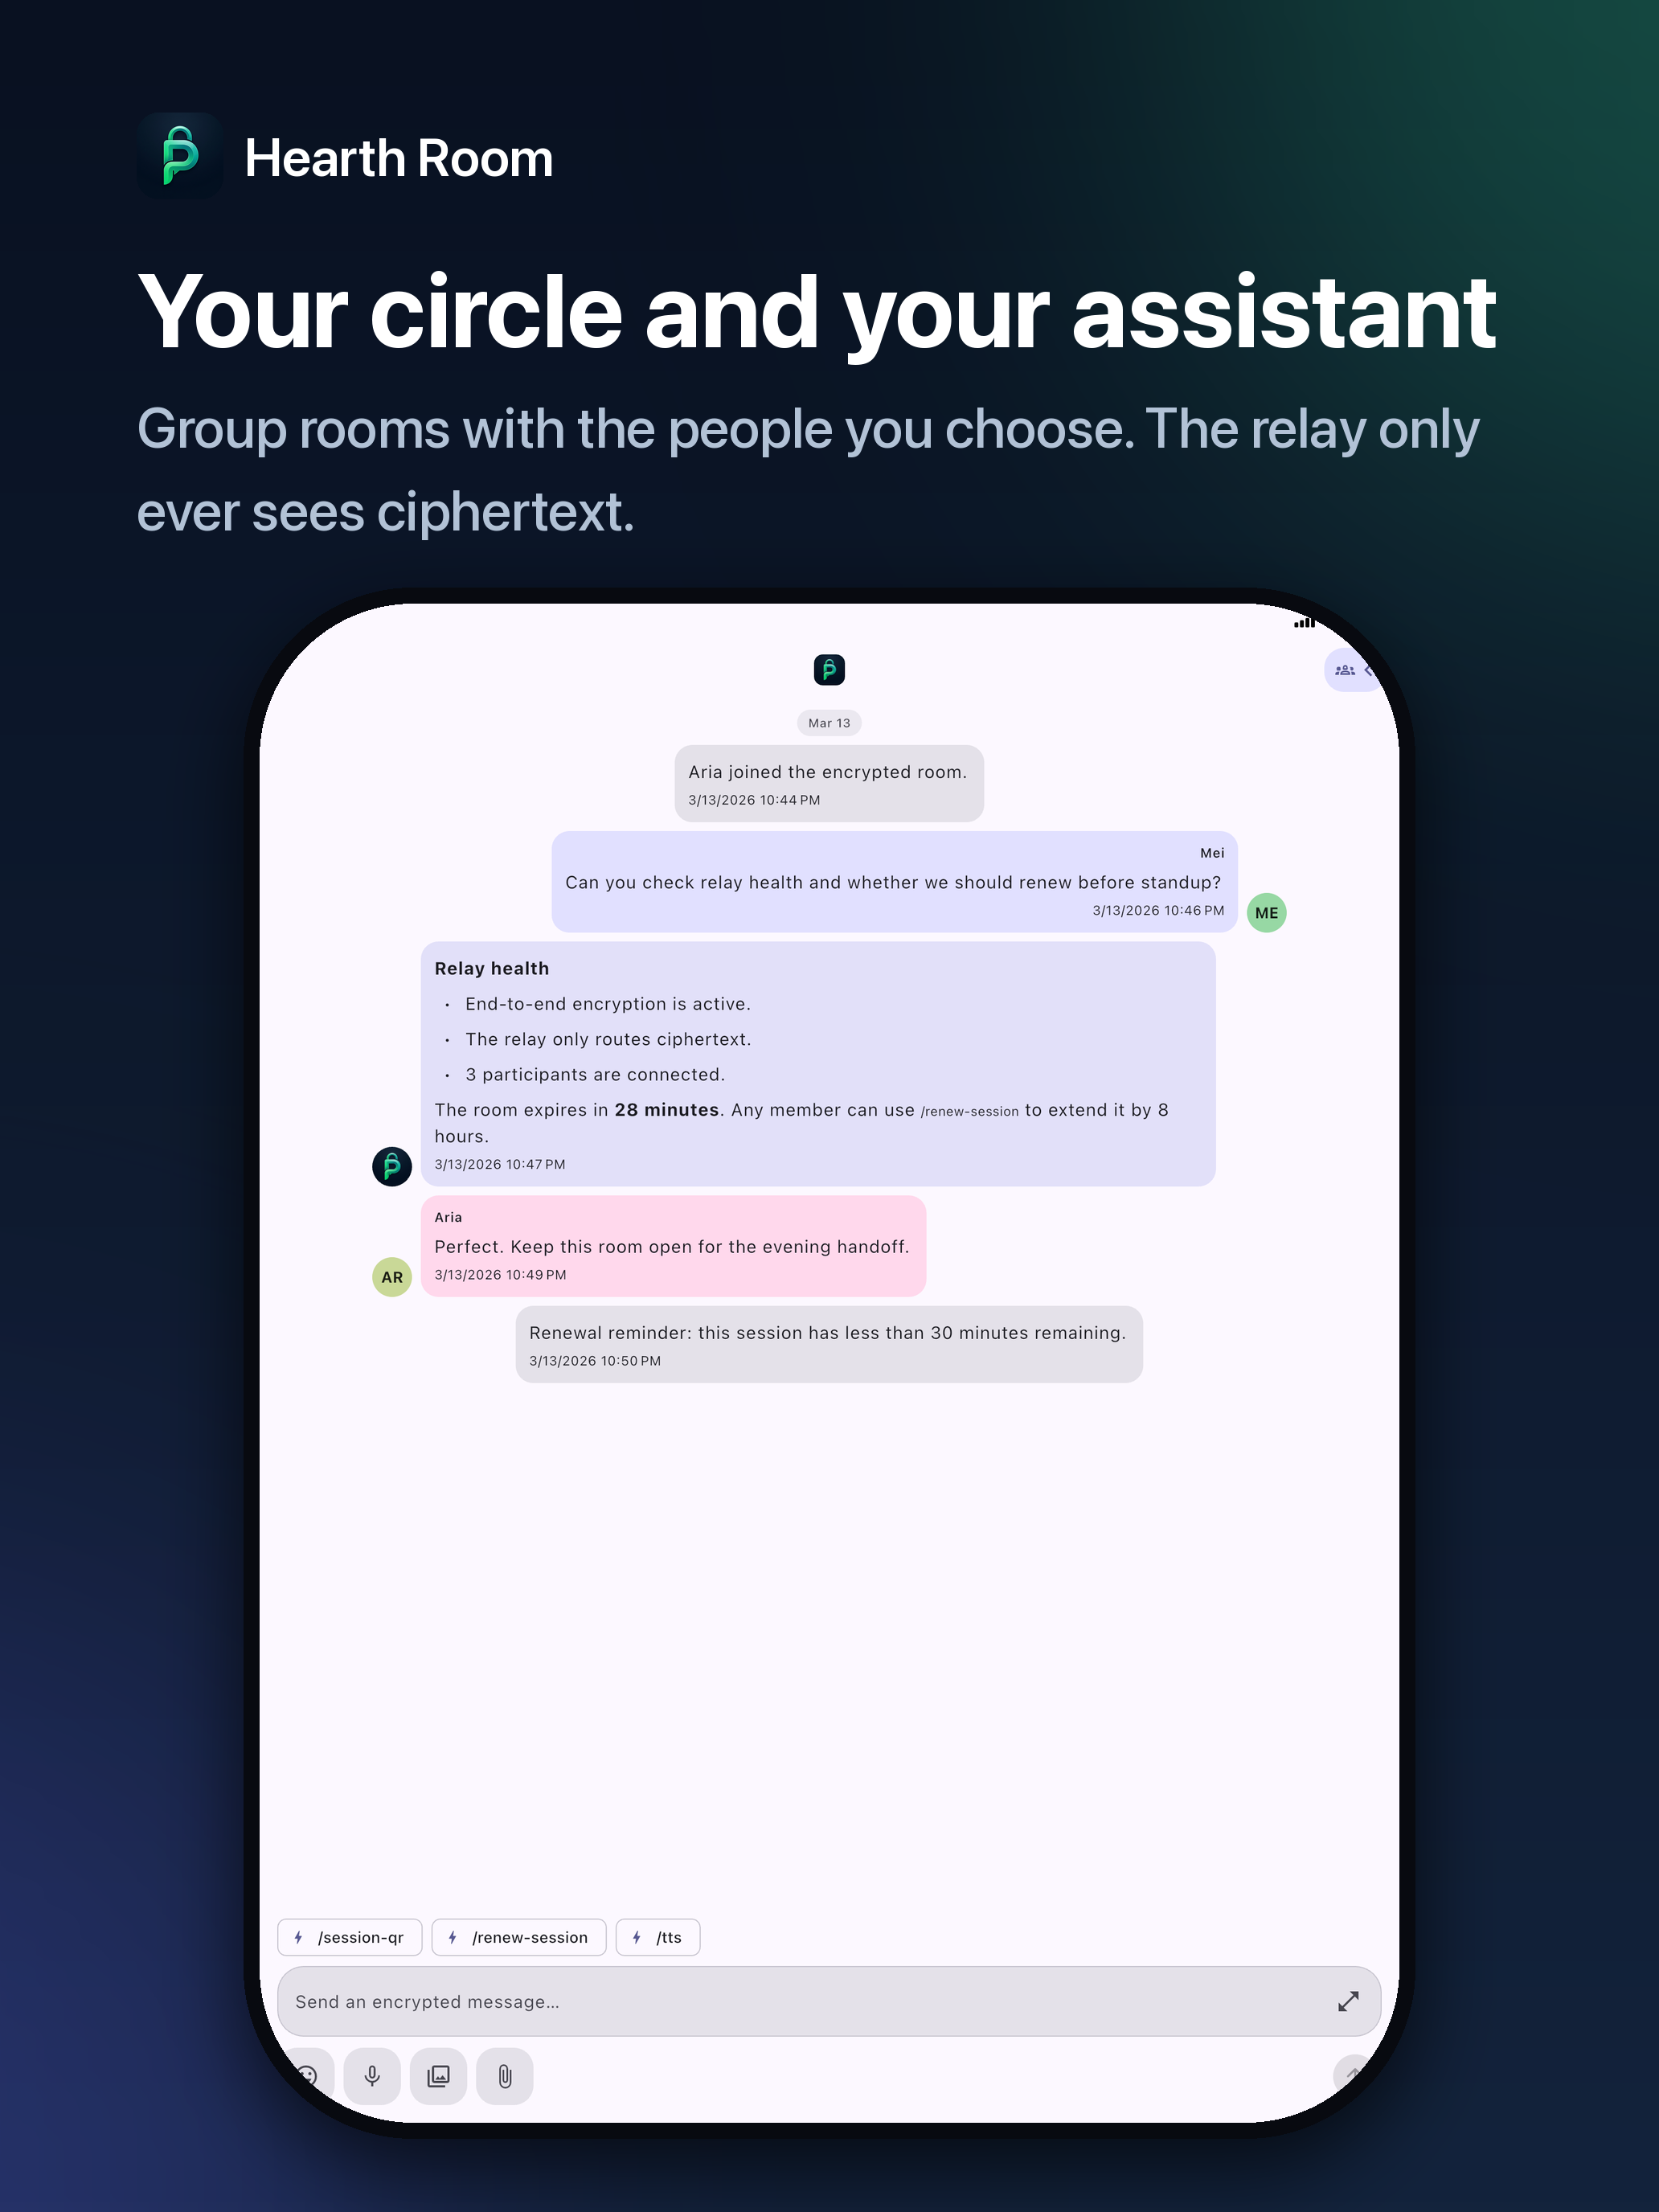 Hearth Room
Your circle and your assistant
Group rooms with the people you choose. The relay only
ever sees ciphertext.
Mar 13
Aria joined the encrypted room.
3/13/2026 10:44 PM
Mei
Can you check relay health and whether we should renew before standup?
3/13/2026 10:46 PM
ME
Relay health
• End-to-end encryption is active.
• The relay only routes ciphertext.
• 3 participants are connected.
The room expires in 28 minutes. Any member can use /renew-session to extend it by 8
hours.
3/13/2026 10:47 PM
Aria
Perfect. Keep this room open for the evening handoff.
3/13/2026 10:49 PM
AR
Renewal reminder: this session has less than 30 minutes remaining.
3/13/2026 10:50 PM
/session-qr /renew-session /tts
Send an encrypted message...